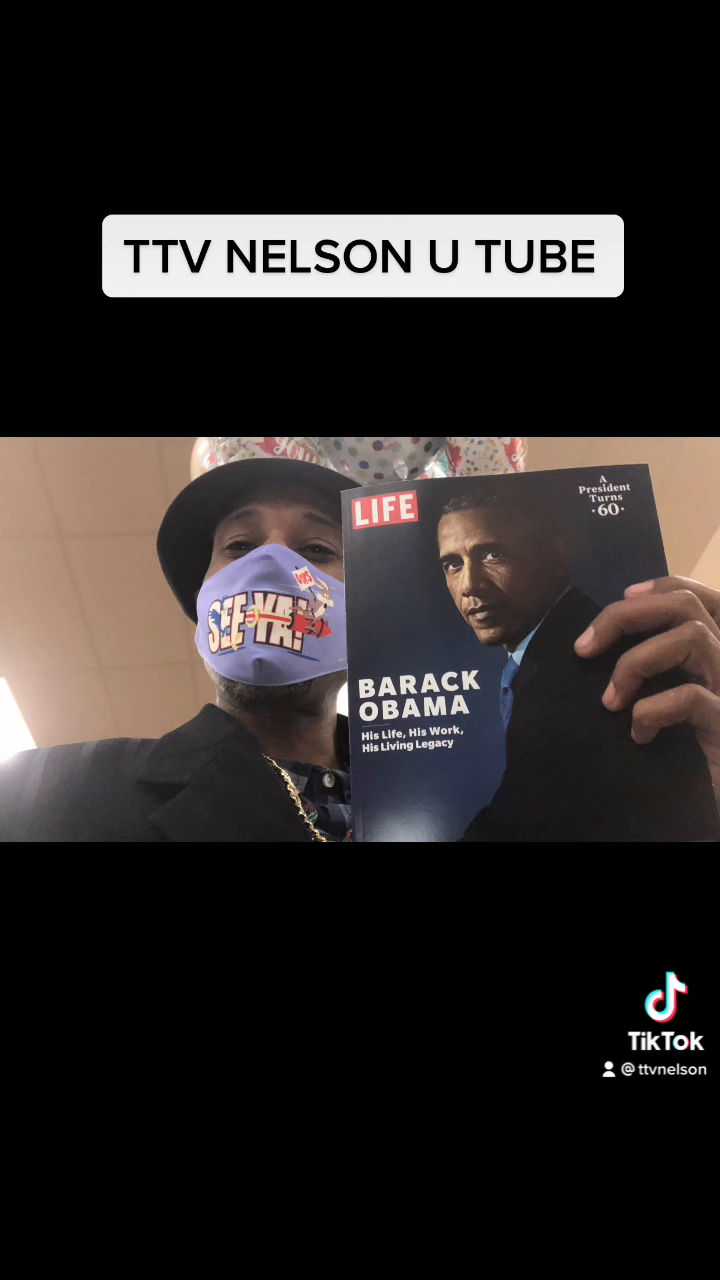 TTV NELSON U TUBE
LIFE
A
President
Turns
·60·
OOPS
SEE YA!
BARACK
OBAMA
His Life, His Work,
His Living Legacy
TikTok
@ttvnelson